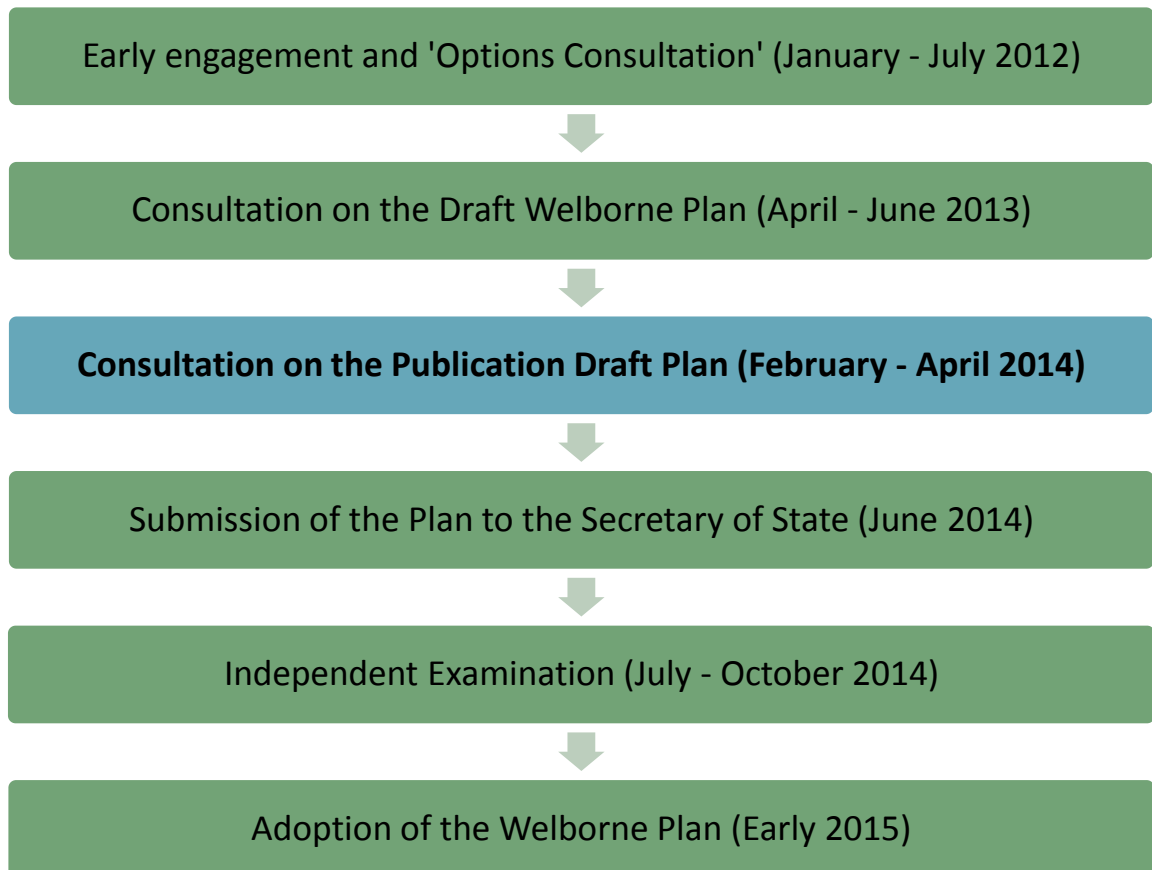 Early engagement and 'Options Consultation' (January - July 2012)
Consultation on the Draft Welborne Plan (April - June 2013)
Consultation on the Publication Draft Plan (February - April 2014)
Submission of the Plan to the Secretary of State (June 2014)
Independent Examination (July - October 2014)
Adoption of the Welborne Plan (Early 2015)